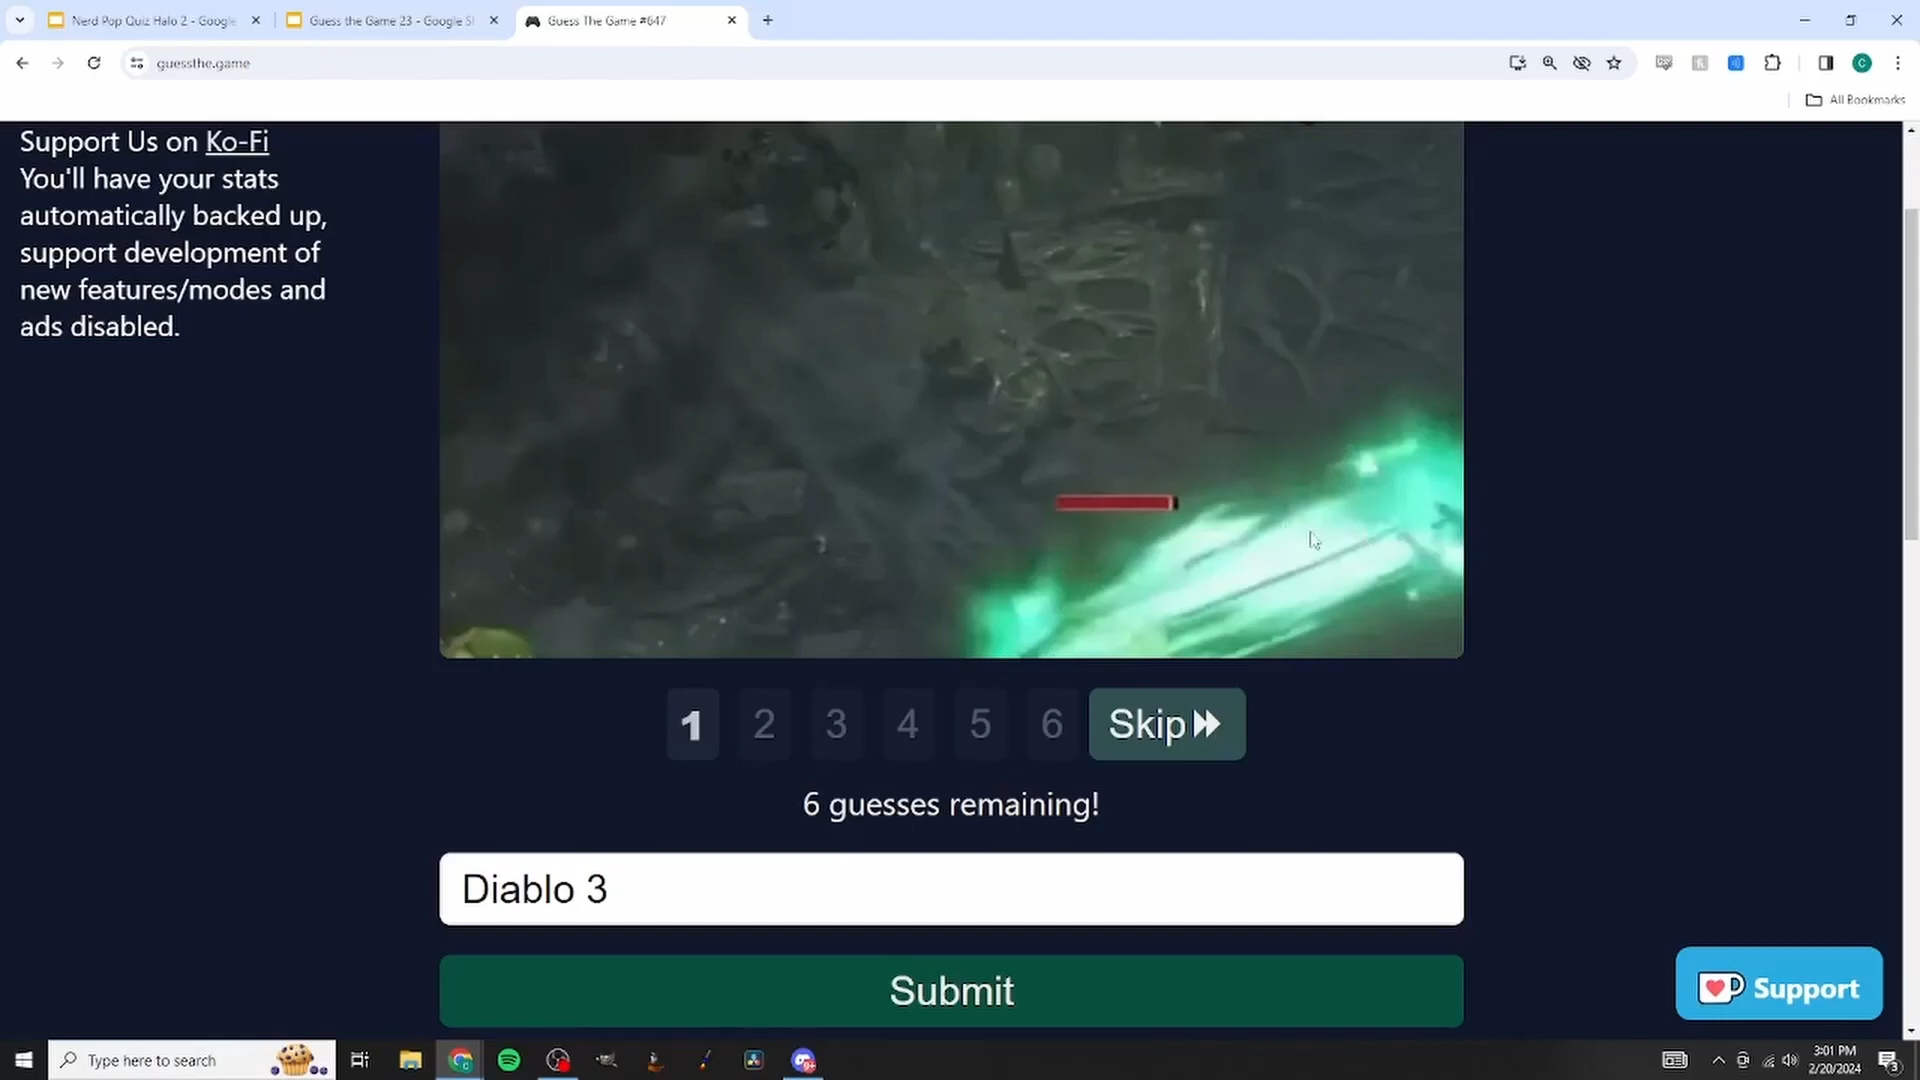 Nerd Pop Quiz Halo 2 - Google
Guess the Game 23 - Google Sl
Guess The Game #647
guessthe.game
All Bookmarks
Support Us on Ko-Fi
You'll have your stats
automatically backed up,
support development of
new features/modes and
ads disabled.
1 2 3 4 5 6 Skip
6 guesses remaining!
Diablo 3
Submit
Support
Type here to search
3:01 PM
2/20/2024